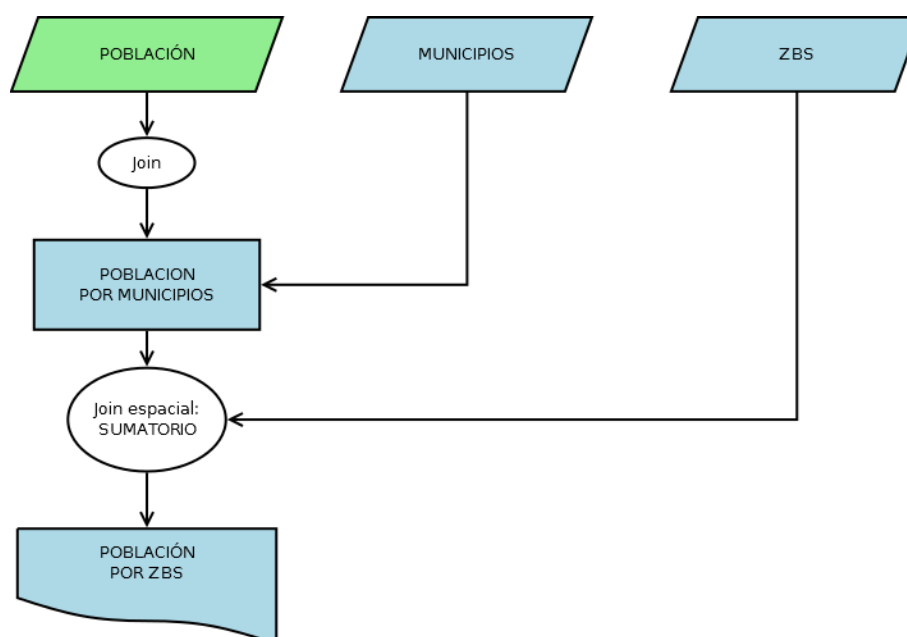 POBLACIÓN
MUNICIPIOS
ZBS
Join
POBLACION
POR MUNICIPIOS
Join espacial:
SUMATORIO
POBLACIÓN
POR ZBS